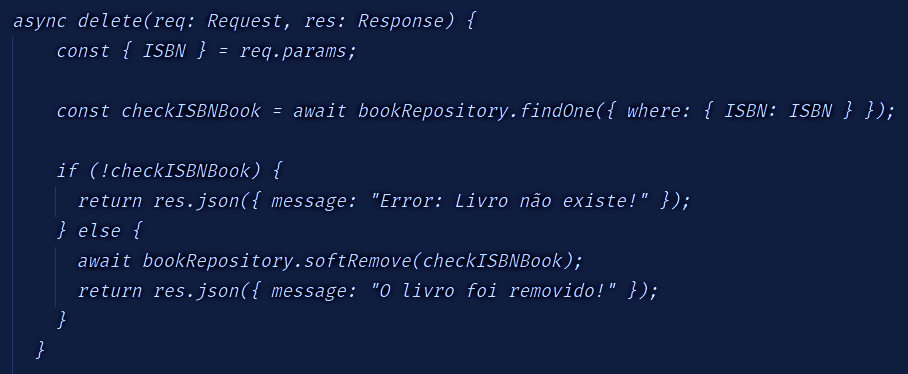 async delete(req: Request, res: Response) {
const { ISBN } = req.params;
const checkISBNBook = await bookRepository.findOne({ where: { ISBN: ISBN } });
if (!checkISBNBook) {
return res.json({ message: "Error: Livro não existe!" });
} else {
await bookRepository.softRemove(checkISBNBook);
return res.json({ message: "O livro foi removido!" });
}
}